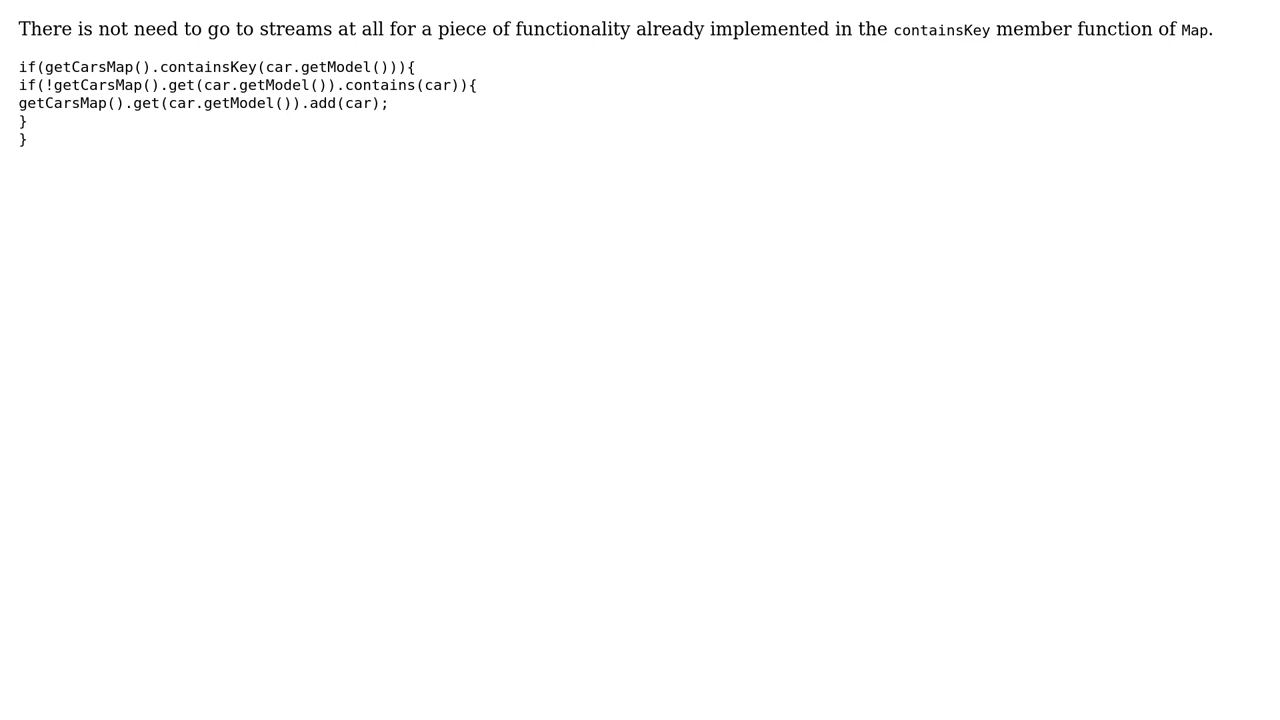 There is not need to go to streams at all for a piece of functionality already implemented in the containsKey member function of Map.
if(getCarsMap().containsKey(car.getModel())){
if(!getCarsMap().get(car.getModel()).contains(car)){
getCarsMap().get(car.getModel()).add(car);
}
}